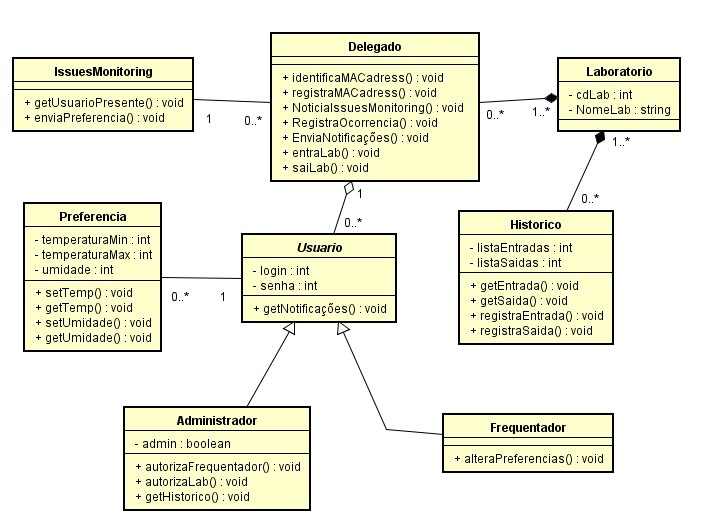 IssuesMonitoring
+ getUsuarioPresente() : void
+ enviaPreferencia() : void
1
0..*
Delegado
+ identificaMACadress() : void
+ registraMACadress() : void
+ NoticiaIssuesMonitoring() : void
+ RegistraOcorrencia() : void
+ EnviaNotificações() : void
+ entraLab() : void
+ saiLab() : void
0..*
1..*
Laboratorio
- cdLab : int
- NomeLab : string
1..*
0..*
1
0..*
Preferencia
- temperaturaMin : int
- temperaturaMax : int
- umidade : int
+ setTemp() : void
+ getTemp() : void
+ setUmidade() : void
+ getUmidade() : void
0..*
1
Usuario
- login : int
- senha : int
+ getNotificações() : void
Historico
- listaEntradas : int
- listaSaidas : int
+ getEntrada() : void
+ getSaida() : void
+ registraEntrada() : void
+ registraSaida() : void
Administrador
- admin : boolean
+ autorizaFrequentador() : void
+ autorizaLab() : void
+ getHistorico() : void
Frequentador
+ alteraPreferencias() : void